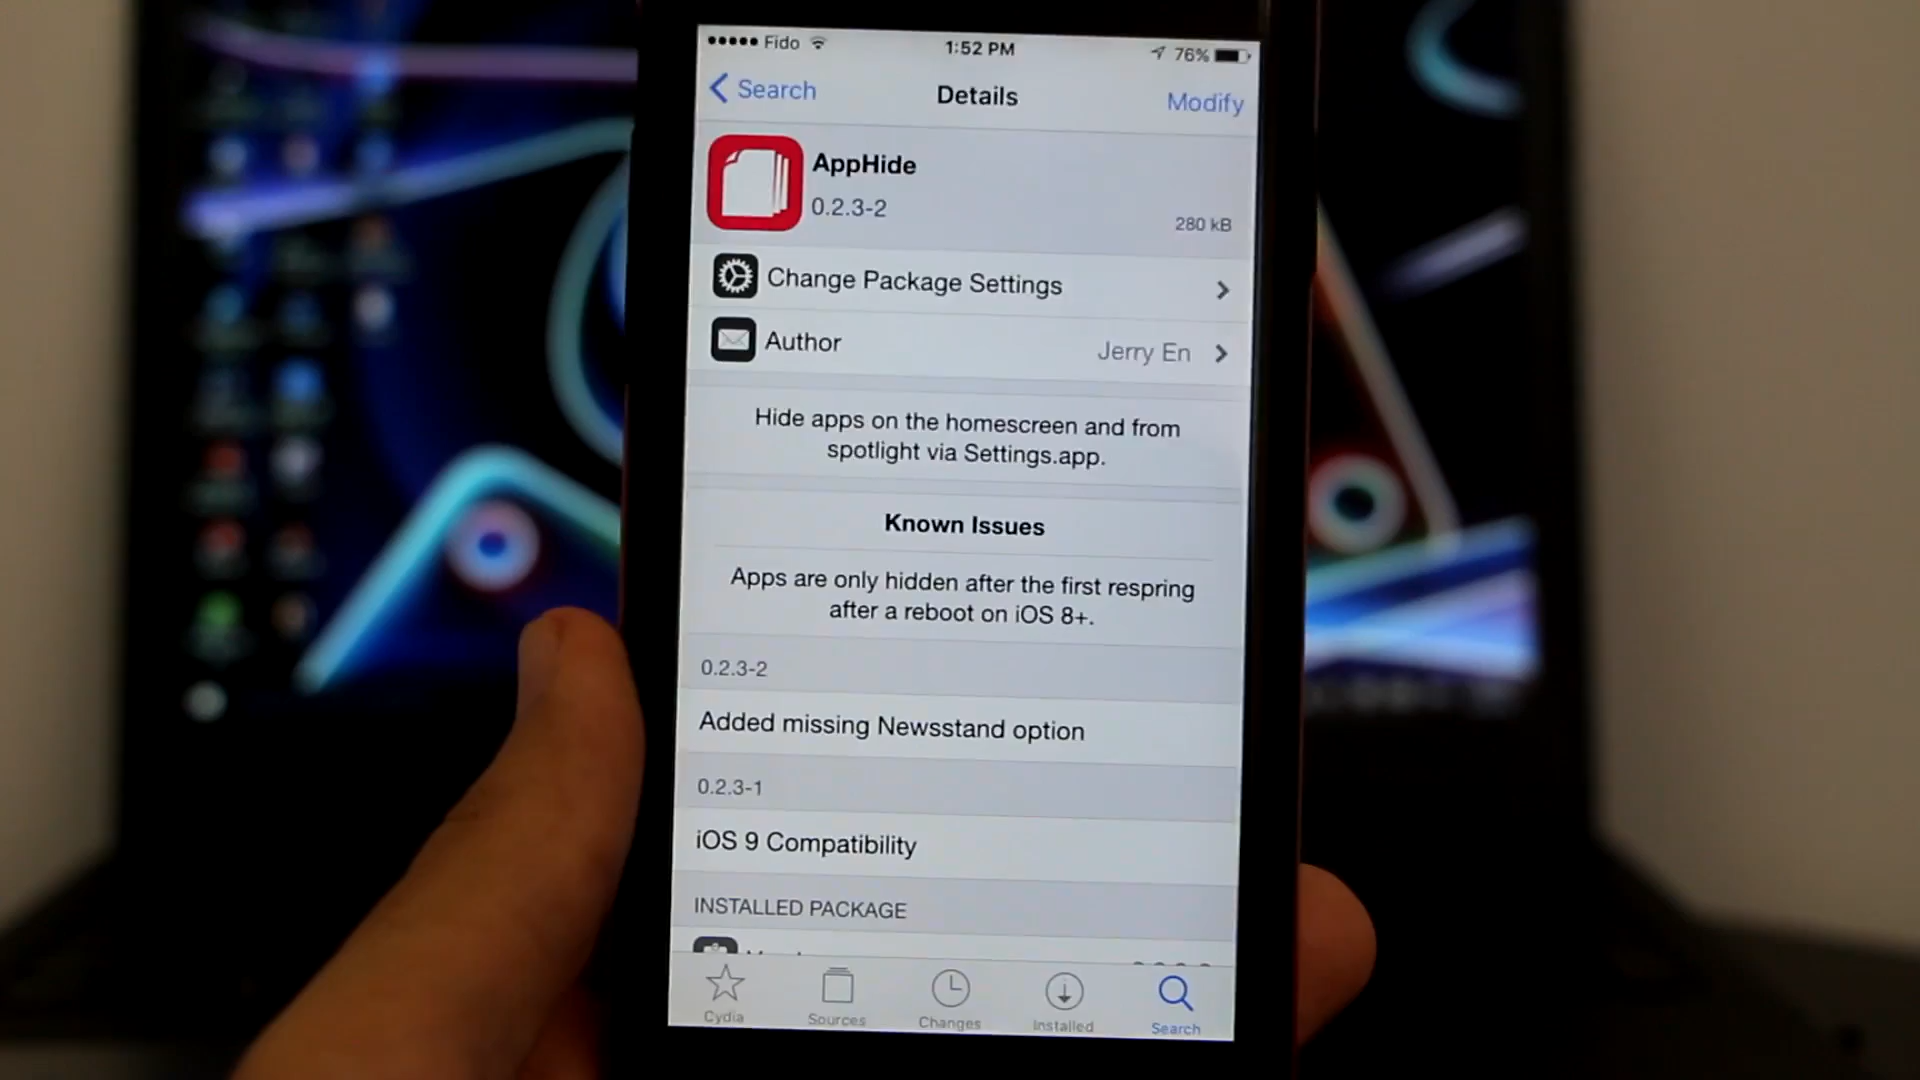 Fido 1:52 PM 76%
Search Details Modify
AppHide
0.2.3-2
280 kB
Change Package Settings
Author Jerry En
Hide apps on the homescreen and from
spotlight via Settings.app.
Known Issues
Apps are only hidden after the first respring
after a reboot on iOS 8+.
0.2.3-2
Added missing Newsstand option
0.2.3-1
iOS 9 Compatibility
INSTALLED PACKAGE
Cydia Sources Changes Installed Search